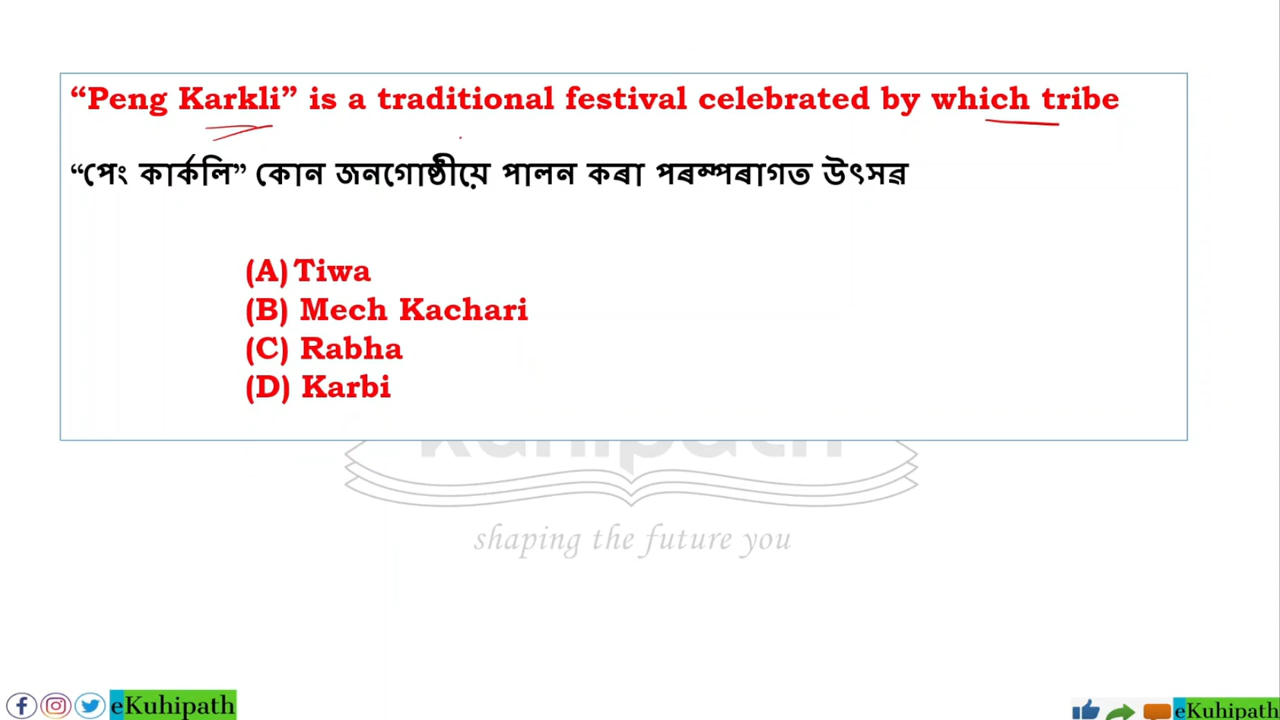 “Peng Karkli” is a traditional festival celebrated by which tribe
“পেং কাৰ্কলি” কোন জনগোষ্ঠীয়ে পালন কৰা পৰম্পৰাগত উৎসৱ
(A) Tiwa
(B) Mech Kachari
(C) Rabha
(D) Karbi
kuhipath
shaping the future you
eKuhipath
eKuhipath